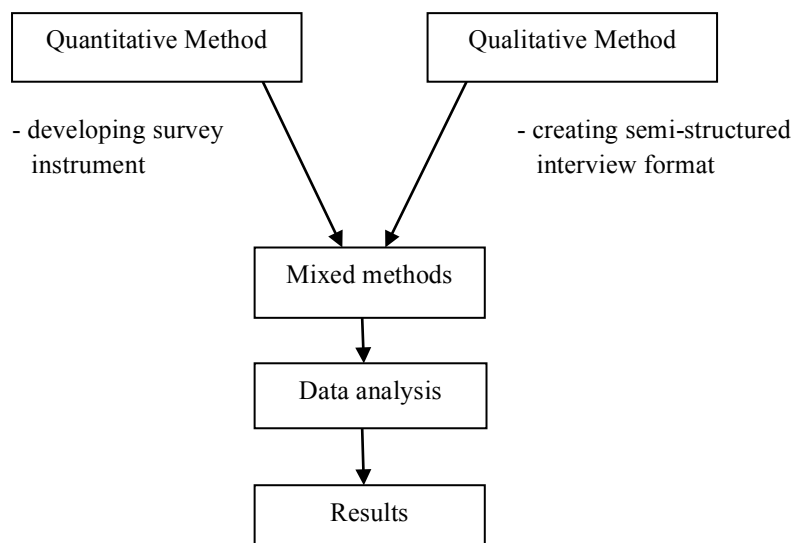 Quantitative Method
Qualitative Method
- developing survey
instrument
- creating semi-structured
interview format
Mixed methods
Data analysis
Results